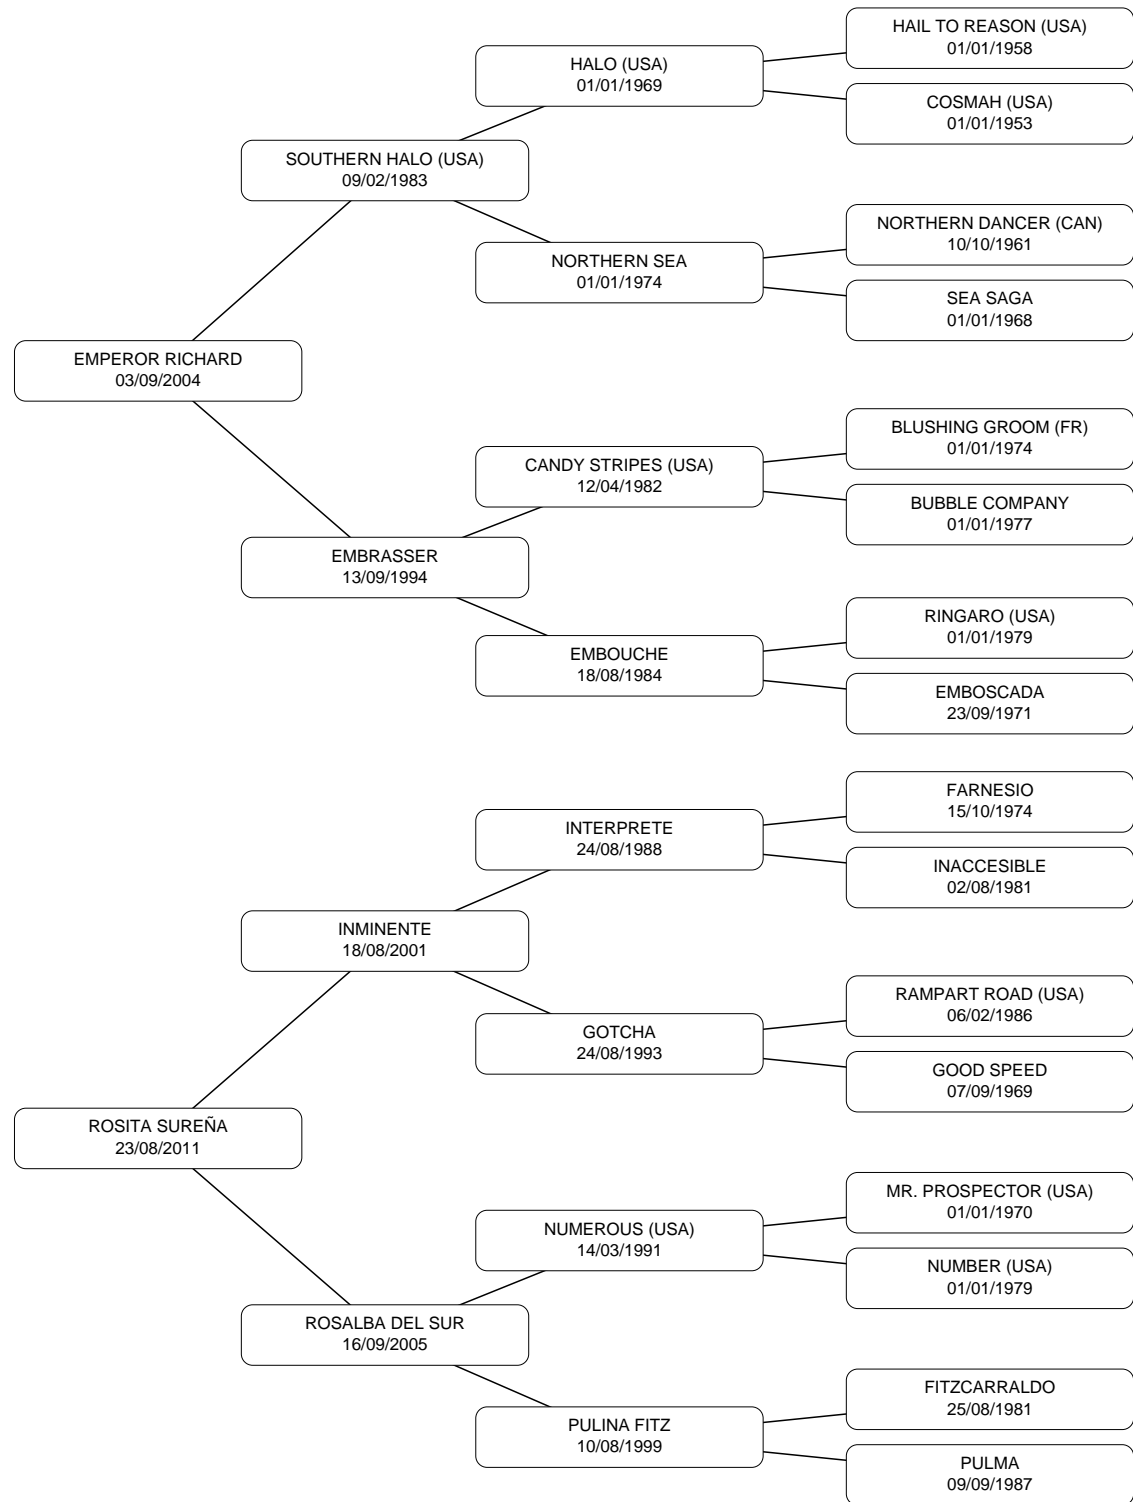 HAIL TO REASON (USA)
01/01/1958
HALO (USA)
01/01/1969
COSMAH (USA)
01/01/1953
SOUTHERN HALO (USA)
09/02/1983
NORTHERN DANCER (CAN)
10/10/1961
NORTHERN SEA
01/01/1974
SEA SAGA
01/01/1968
EMPEROR RICHARD
03/09/2004
BLUSHING GROOM (FR)
01/01/1974
CANDY STRIPES (USA)
12/04/1982
BUBBLE COMPANY
01/01/1977
EMBRASSER
13/09/1994
RINGARO (USA)
01/01/1979
EMBOUCHE
18/08/1984
EMBOSCADA
23/09/1971
FARNESIO
15/10/1974
INTERPRETE
24/08/1988
INACCESIBLE
02/08/1981
INMINENTE
18/08/2001
RAMPART ROAD (USA)
06/02/1986
GOTCHA
24/08/1993
GOOD SPEED
07/09/1969
ROSITA SUREÑA
23/08/2011
MR. PROSPECTOR (USA)
01/01/1970
NUMEROUS (USA)
14/03/1991
NUMBER (USA)
01/01/1979
ROSALBA DEL SUR
16/09/2005
FITZCARRALDO
25/08/1981
PULINA FITZ
10/08/1999
PULMA
09/09/1987